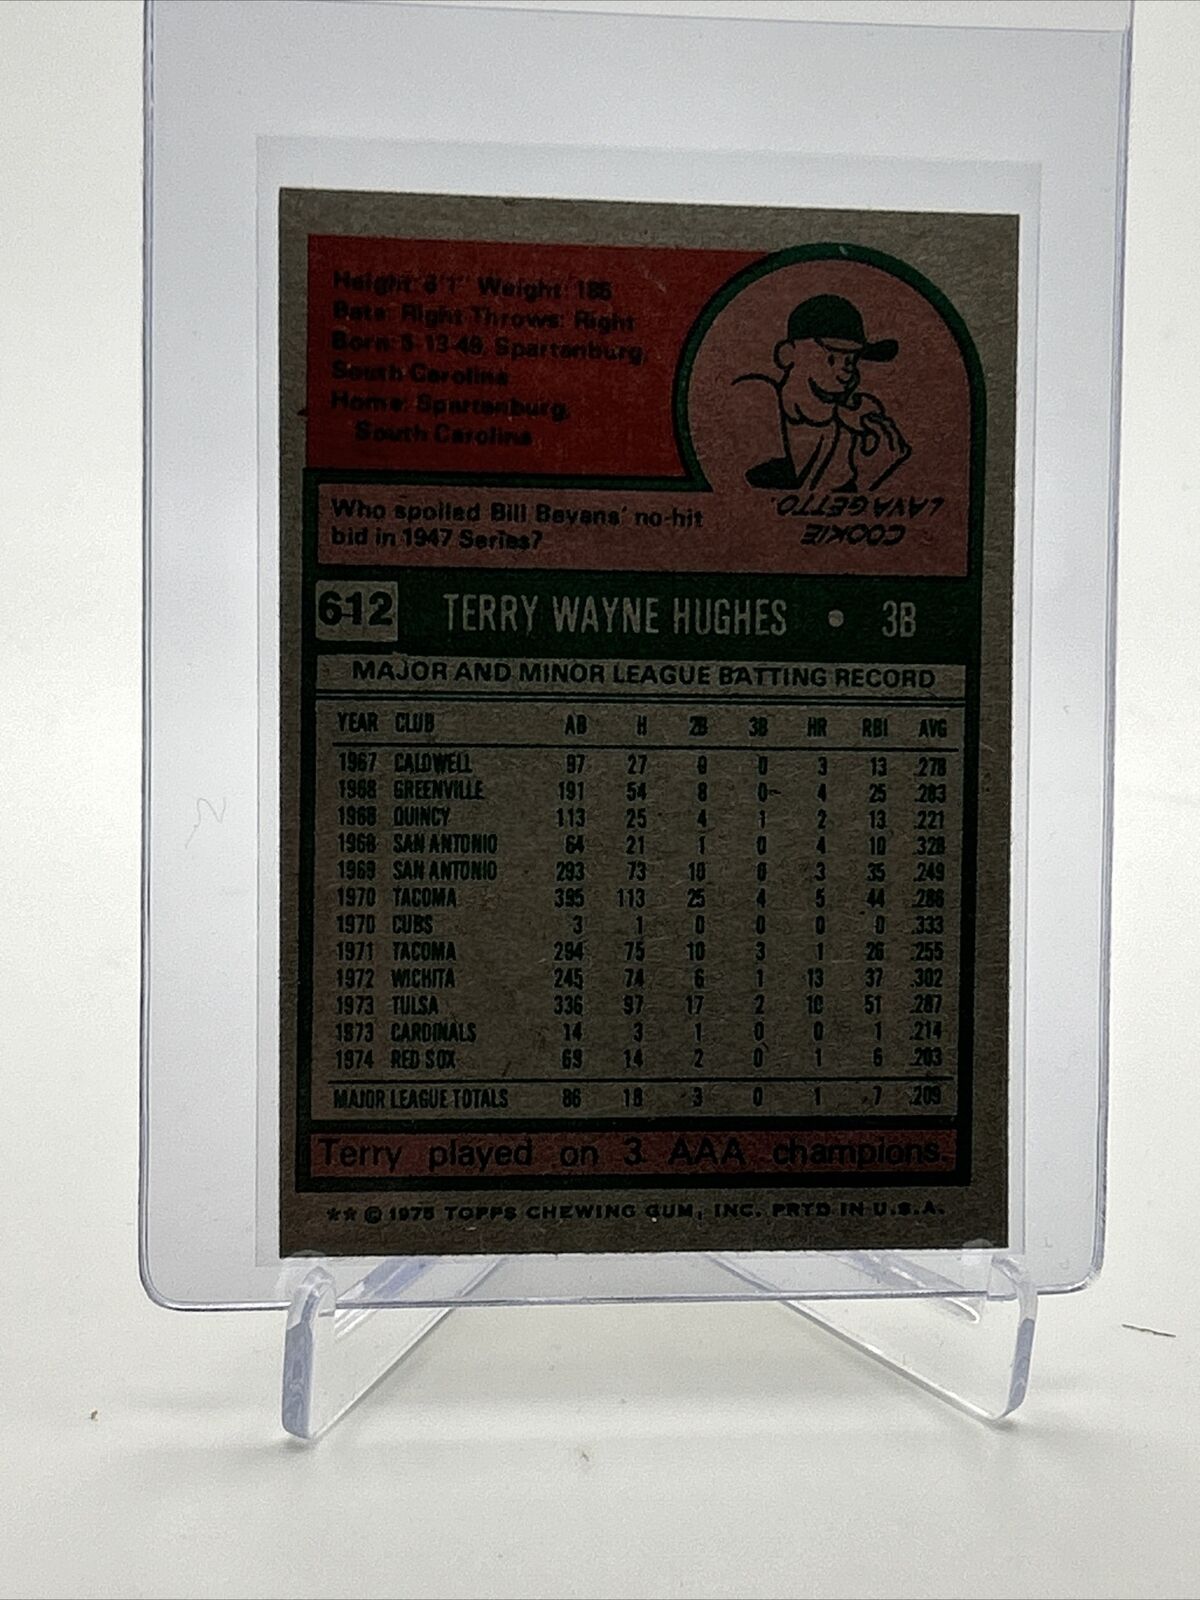 Height: 6'1" Weight: 185
Bats: Right Throws: Right
Born: 5-13-49, Spartanburg,
South Carolina
Home: Spartanburg,
South Carolina
COOKIE
LAVAGETTO.
Who spoiled Bill Bevans' no-hit
bid in 1947 Series?
612 TERRY WAYNE HUGHES • 3B
MAJOR AND MINOR LEAGUE BATTING RECORD
YEAR CLUB AB H 2B 3B HR RBI AVG
1967 CALDWELL 97 27 0 0 3 13 .278
1968 GREENVILLE 191 54 8 0 4 25 .283
1968 QUINCY 113 25 4 1 2 13 .221
1968 SAN ANTONIO 64 21 1 0 4 10 .328
1969 SAN ANTONIO 293 73 10 0 3 35 .249
1970 TACOMA 395 113 25 4 5 44 .286
1970 CUBS 3 1 0 0 0 0 .333
1971 TACOMA 294 75 10 3 1 26 .255
1972 WICHITA 245 74 6 1 13 37 .302
1973 TULSA 336 97 17 2 10 51 .287
1973 CARDINALS 14 3 1 0 0 1 .214
1974 RED SOX 69 14 2 0 1 6 .203
MAJOR LEAGUE TOTALS 86 18 3 0 1 7 .209
Terry played on 3 AAA champions.
** © 1975 TOPPS CHEWING GUM, INC. PRTD IN U.S.A.